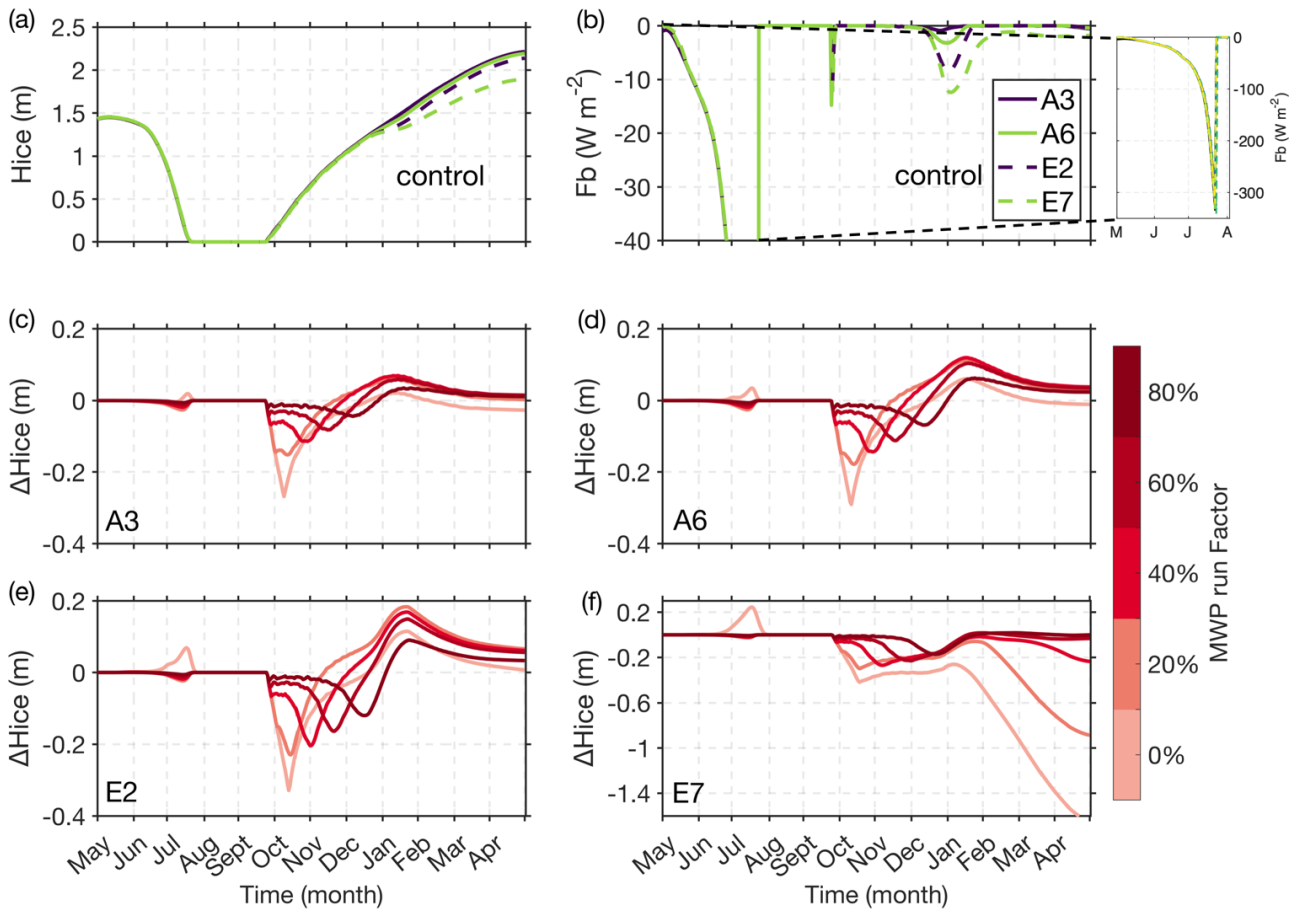 (a)
2.5
2
1.5
1
0.5
0
Hice (m)
control
(b)
0
-10
-20
-30
-40
Fb (W m-2)
control
A3
A6
E2
E7
0
-100
-200
-300
Fb (W m-2)
M J J A
(c)
0.2
0
-0.2
-0.4
ΔHice (m)
A3
(d)
0.2
0
-0.2
-0.4
ΔHice (m)
A6
(e)
0.2
0
-0.2
-0.4
ΔHice (m)
E2
May Jun Jul Aug Sept Oct Nov Dec Jan Feb Mar Apr
Time (month)
(f)
0.2
-0.2
-0.6
-1
-1.4
ΔHice (m)
E7
May Jun Jul Aug Sept Oct Nov Dec Jan Feb Mar Apr
Time (month)
80%
60%
40%
20%
0%
MWP run Factor